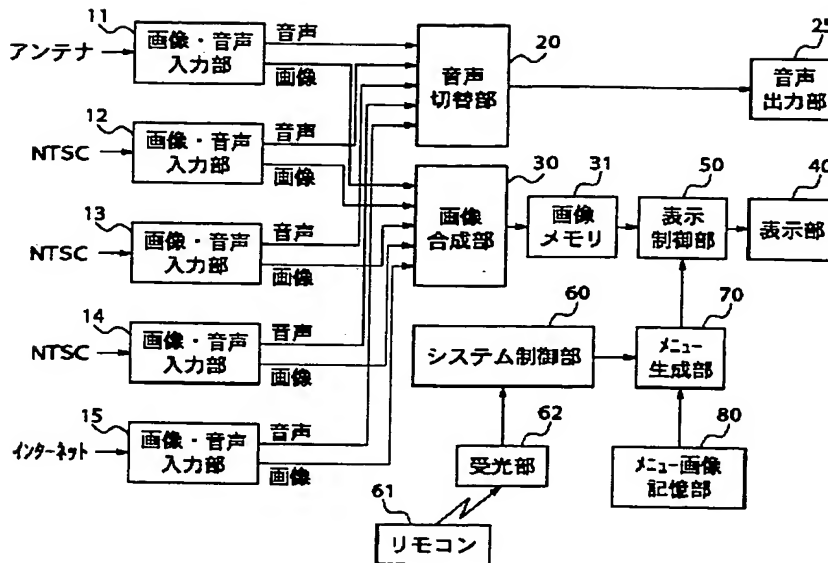 11
アンテナ
画像・音声
入力部
音声
画像
12
NTSC
画像・音声
入力部
音声
画像
13
NTSC
画像・音声
入力部
音声
画像
14
NTSC
画像・音声
入力部
音声
画像
15
インターネット
画像・音声
入力部
音声
画像
20
音声
切替部
25
音声
出力部
30
画像
合成部
31
画像
メモリ
50
表示
制御部
40
表示部
60
システム制御部
70
メニュー
生成部
62
受光部
80
メニュー画像
記憶部
61
リモコン